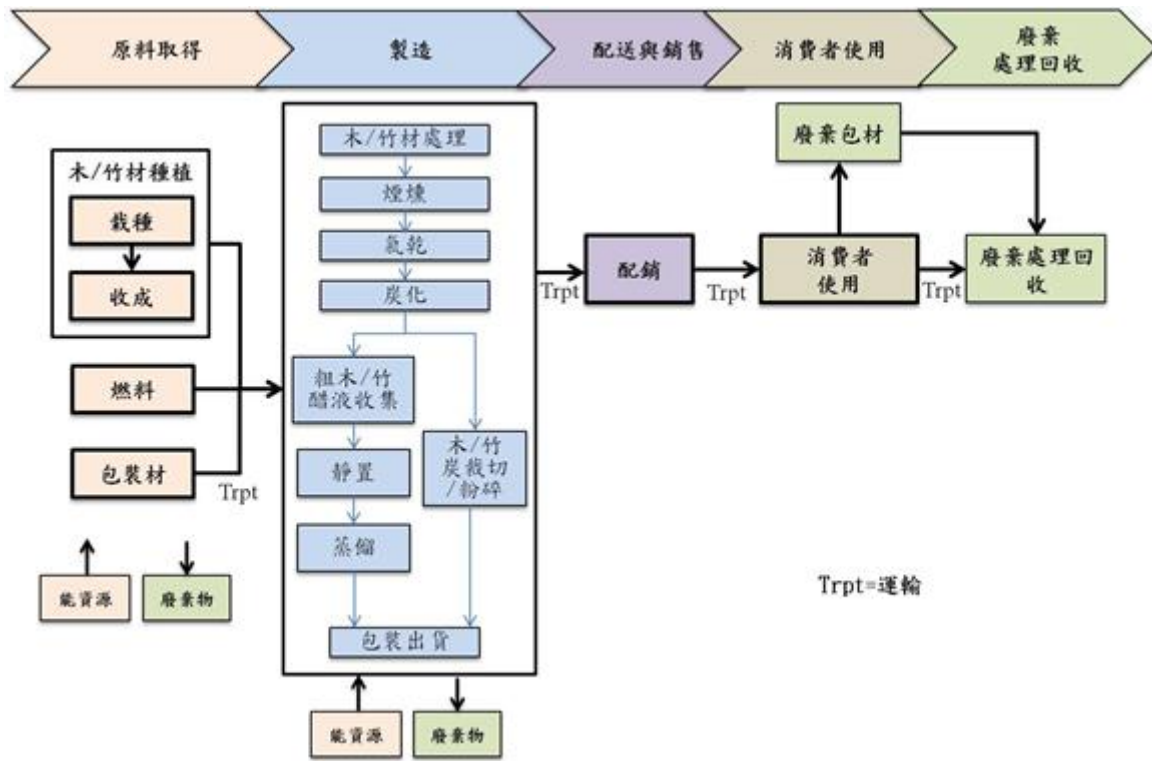 原料取得
製造
配送與銷售
消費者使用
廢棄
處理回收
木/竹材種植
栽種
收成
燃料
包裝材
Trpt
能資源
廢棄物
木/竹材處理
煙燻
氣乾
炭化
粗木/竹
醋液收集
靜置
蒸餾
木/竹
炭裁切
/粉碎
包裝出貨
能資源
廢棄物
Trpt
配銷
Trpt
消費者
使用
廢棄包材
Trpt
廢棄處理回
收
Trpt=運輸